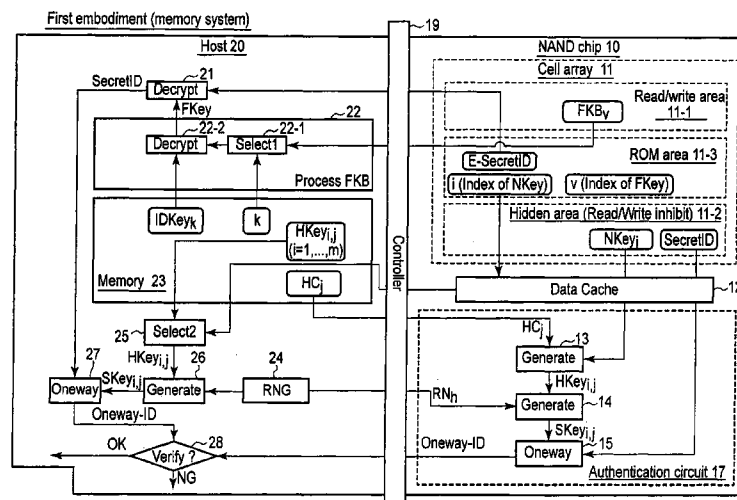 First embodiment (memory system)
19
Host 20
NAND chip 10
Cell array 11
21
SecretID
Decrypt
FKey
22
22-2
22-1
Decrypt
Select1
Process FKB
IDKeyk
k
HKeyi,j
(i=1,...,m)
Memory 23
HCj
Controller
Read/write area
11-1
FKBv
E-SecretID
ROM area 11-3
i (Index of NKey)
v (Index of FKey)
Hidden area (Read/Write inhibit) 11-2
NKeyi
SecretID
Data Cache
12
Select2
25
HKeyi,j
27
26
24
Oneway
SKeyi,j
Generate
RNG
Oneway-ID
28
OK
Verify ?
NG
HCj
13
Generate
HKeyi,j
RNh
14
Generate
SKeyi,j
15
Oneway-ID
Oneway
Authentication circuit 17